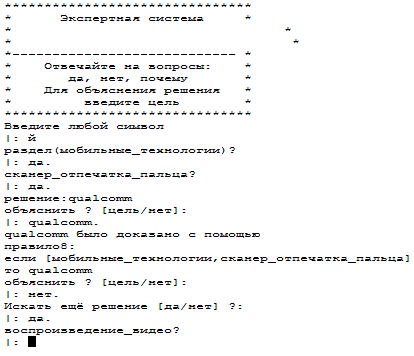 *******************************
* Экспертная система *
* *
* *
*---------------------------- *
* Отвечайте на вопросы: *
* да, нет, почему *
* Для объяснения решения *
* введите цель *
*******************************
Введите любой символ
|: й
раздел(мобильные_технологии)?
|: да.
сканер_отпечатка_пальца?
|: да.
решение:qualcomm
объяснить ? [цель/нет]:
|: qualcomm.
qualcomm было доказано с помощью
правило8:
если [мобильные_технологии,сканер_отпечатка_пальца]
то qualcomm
объяснить ? [цель/нет]:
|: нет.
Искать ещё решение [да/нет] ?:
|: да.
воспроизведение_видео?
|: